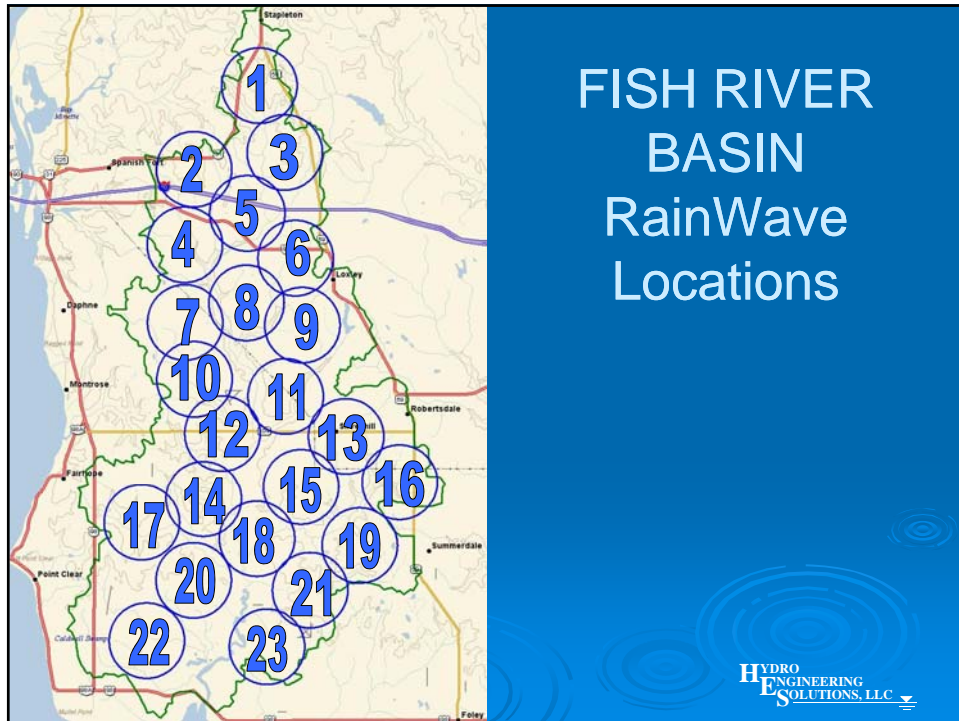 Stapleton
1
3
2
Spanish Fort
5
4
6
Loxley
8
Daphne
7
9
10
Montrose
11
Robertsdale
12
13
16
Fairhope
15
14
17
18
19
Summerdale
Point Clear
20
21
22
23
Foley
FISH RIVER
BASIN
RainWave
Locations
HYDRO
ENGINEERING
SOLUTIONS, LLC